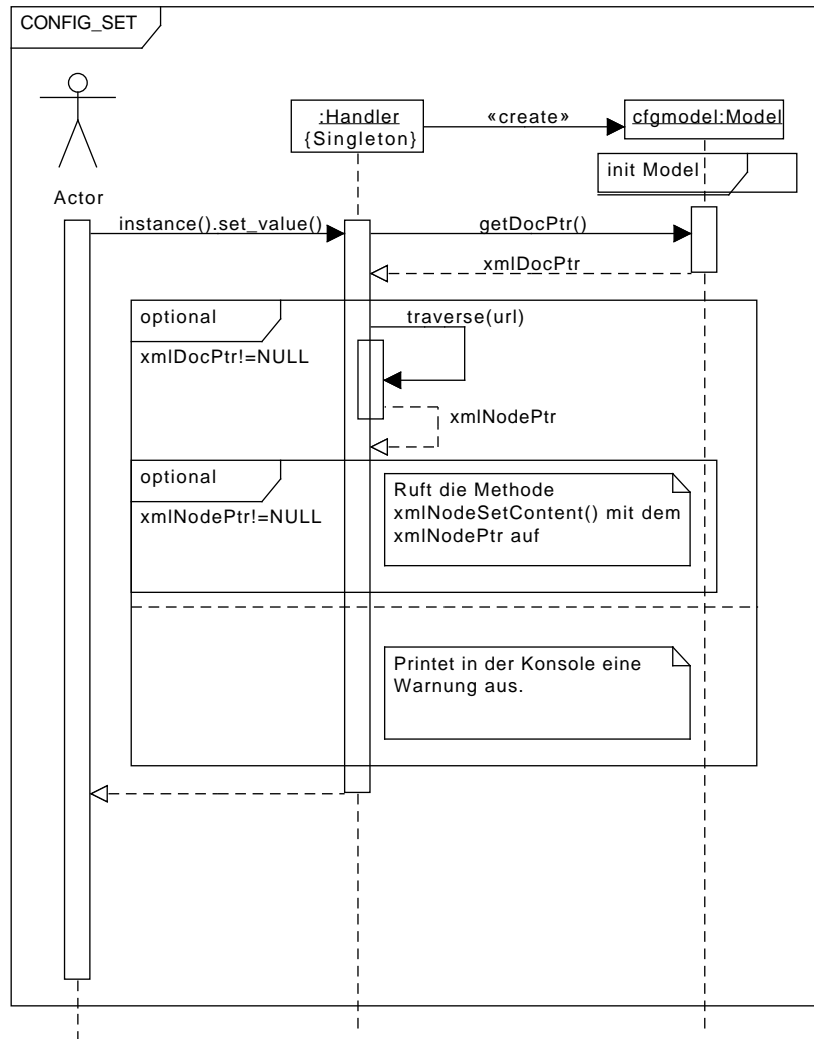 CONFIG_SET
:Handler
{Singleton}
«create»
cfgmodel:Model
init Model
Actor
instance().set_value()
getDocPtr()
xmlDocPtr
optional
traverse(url)
xmlDocPtr!=NULL
xmlNodePtr
optional
xmlNodePtr!=NULL
Ruft die Methode
xmlNodeSetContent() mit dem
xmlNodePtr auf
Printet in der Konsole eine
Warnung aus.